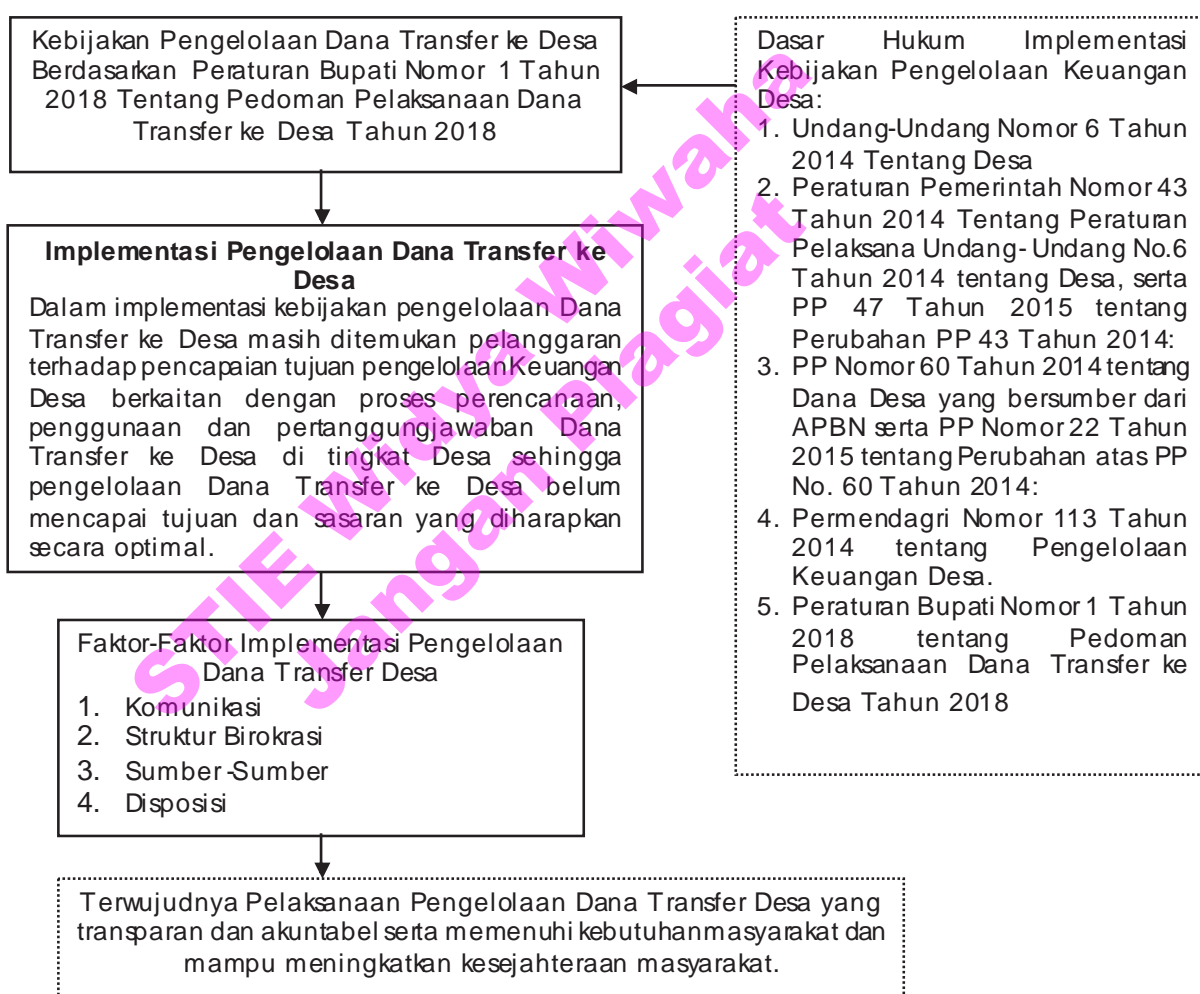 Kebijakan Pengelolaan Dana Transfer ke Desa
Berdasarkan Peraturan Bupati Nomor 1 Tahun
2018 Tentang Pedoman Pelaksanaan Dana
Transfer ke Desa Tahun 2018
Implementasi Pengelolaan Dana Transfer ke
Desa
Dalam implementasi kebijakan pengelolaan Dana
Transfer ke Desa masih ditemukan pelanggaran
terhadap pencapaian tujuan pengelolaan Keuangan
Desa berkaitan dengan proses perencanaan,
penggunaan dan pertanggungjawaban Dana
Transfer ke Desa di tingkat Desa sehingga
pengelolaan Dana Transfer ke Desa belum
mencapai tujuan dan sasaran yang diharapkan
secara optimal.
Faktor-Faktor Implementasi Pengelolaan
Dana Transfer Desa
1. Komunikasi
2. Struktur Birokrasi
3. Sumber-Sumber
4. Disposisi
Terwujudnya Pelaksanaan Pengelolaan Dana Transfer Desa yang
transparan dan akuntabel serta memenuhi kebutuhan masyarakat dan
mampu meningkatkan kesejahteraan masyarakat.
Dasar Hukum Implementasi
Kebijakan Pengelolaan Keuangan
Desa:
1. Undang-Undang Nomor 6 Tahun
2014 Tentang Desa
2. Peraturan Pemerintah Nomor 43
Tahun 2014 Tentang Peraturan
Pelaksana Undang- Undang No.6
Tahun 2014 tentang Desa, serta
PP 47 Tahun 2015 tentang
Perubahan PP 43 Tahun 2014:
3. PP Nomor 60 Tahun 2014 tentang
Dana Desa yang bersumber dari
APBN serta PP Nomor 22 Tahun
2015 tentang Perubahan atas PP
No. 60 Tahun 2014:
4. Permendagri Nomor 113 Tahun
2014 tentang Pengelolaan
Keuangan Desa.
5. Peraturan Bupati Nomor 1 Tahun
2018 tentang Pedoman
Pelaksanaan Dana Transfer ke
Desa Tahun 2018
STIE Widya Wiwaha
Jangan Plagiat